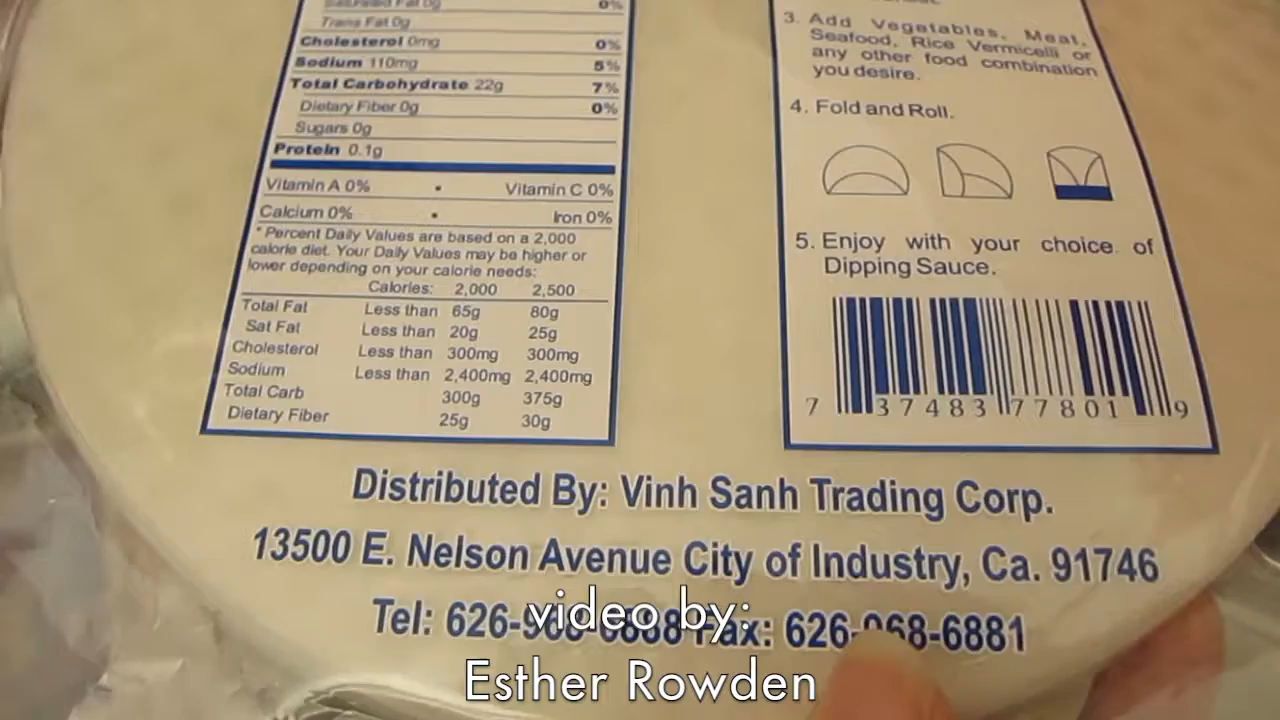 Saturated Fat 0g 0%
Trans Fat 0g
Cholesterol 0mg 0%
Sodium 110mg 5%
Total Carbohydrate 22g 7%
Dietary Fiber 0g 0%
Sugars 0g
Protein 0.1g
Vitamin A 0% • Vitamin C 0%
Calcium 0% • Iron 0%
* Percent Daily Values are based on a 2,000
calorie diet. Your Daily Values may be higher or
lower depending on your calorie needs:
Calories: 2,000 2,500
Total Fat Less than 65g 80g
Sat Fat Less than 20g 25g
Cholesterol Less than 300mg 300mg
Sodium Less than 2,400mg 2,400mg
Total Carb 300g 375g
Dietary Fiber 25g 30g
3. Add Vegetables, Meat,
Seafood, Rice Vermicelli or
any other food combination
you desire.
4. Fold and Roll.
5. Enjoy with your choice of
Dipping Sauce.
7 37483 77801 9
Distributed By: Vinh Sanh Trading Corp.
13500 E. Nelson Avenue City of Industry, Ca. 91746
Tel: Fax: 626-968-6881
video by:
Esther Rowden